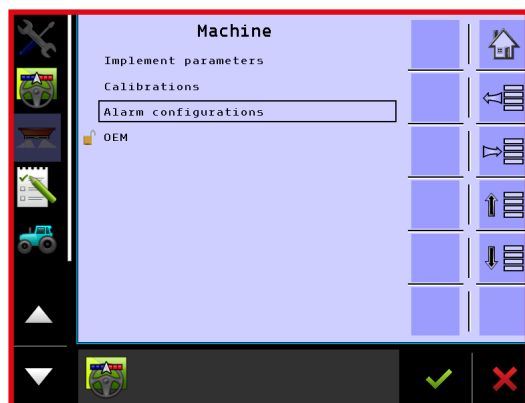 Machine
Implement parameters
Calibrations
Alarm configurations
OEM